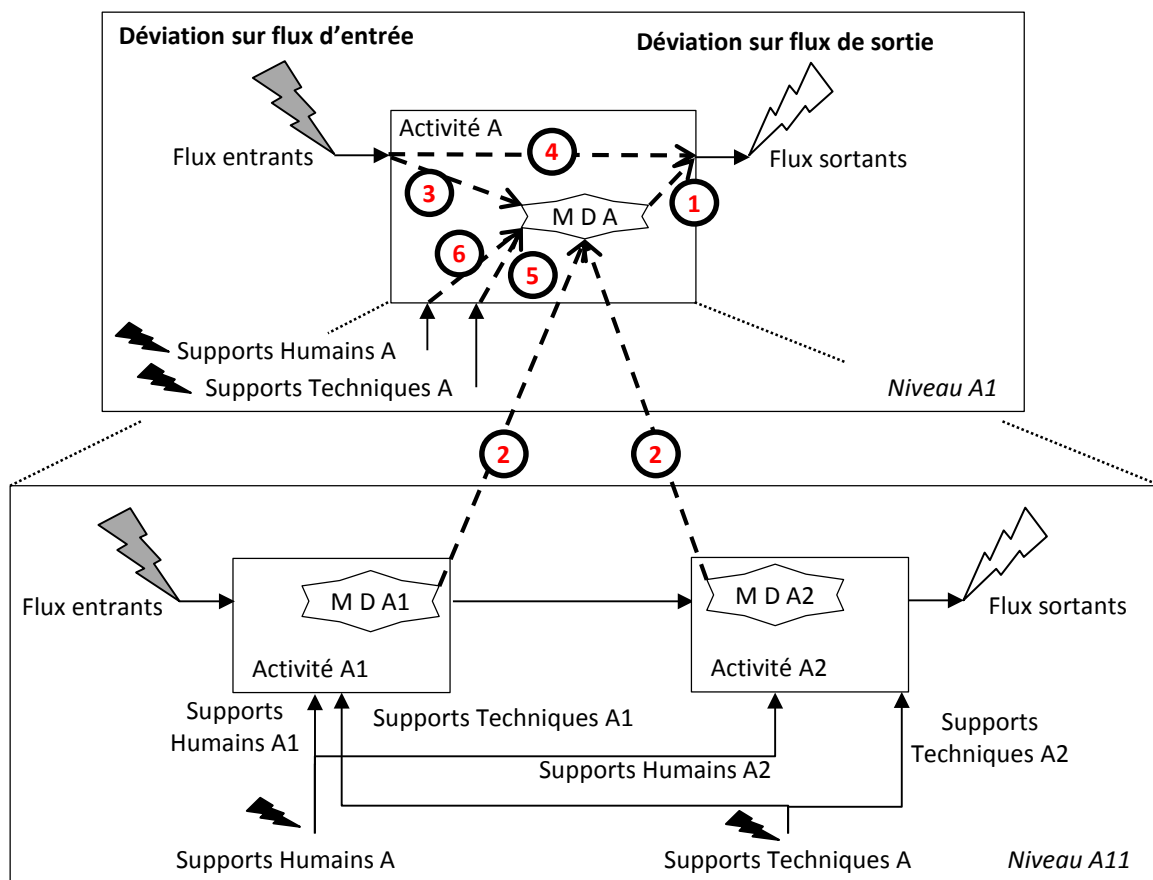 Déviation sur flux d'entrée
Déviation sur flux de sortie
Activité A
Flux entrants
4
Flux sortants
3
1
M D A
6
5
Supports Humains A
Supports Techniques A
Niveau A1
2
2
Flux entrants
M D A1
M D A2
Flux sortants
Activité A1
Activité A2
Supports
Humains A1
Supports Techniques A1
Supports
Techniques A2
Supports Humains A2
Supports Humains A
Supports Techniques A
Niveau A11